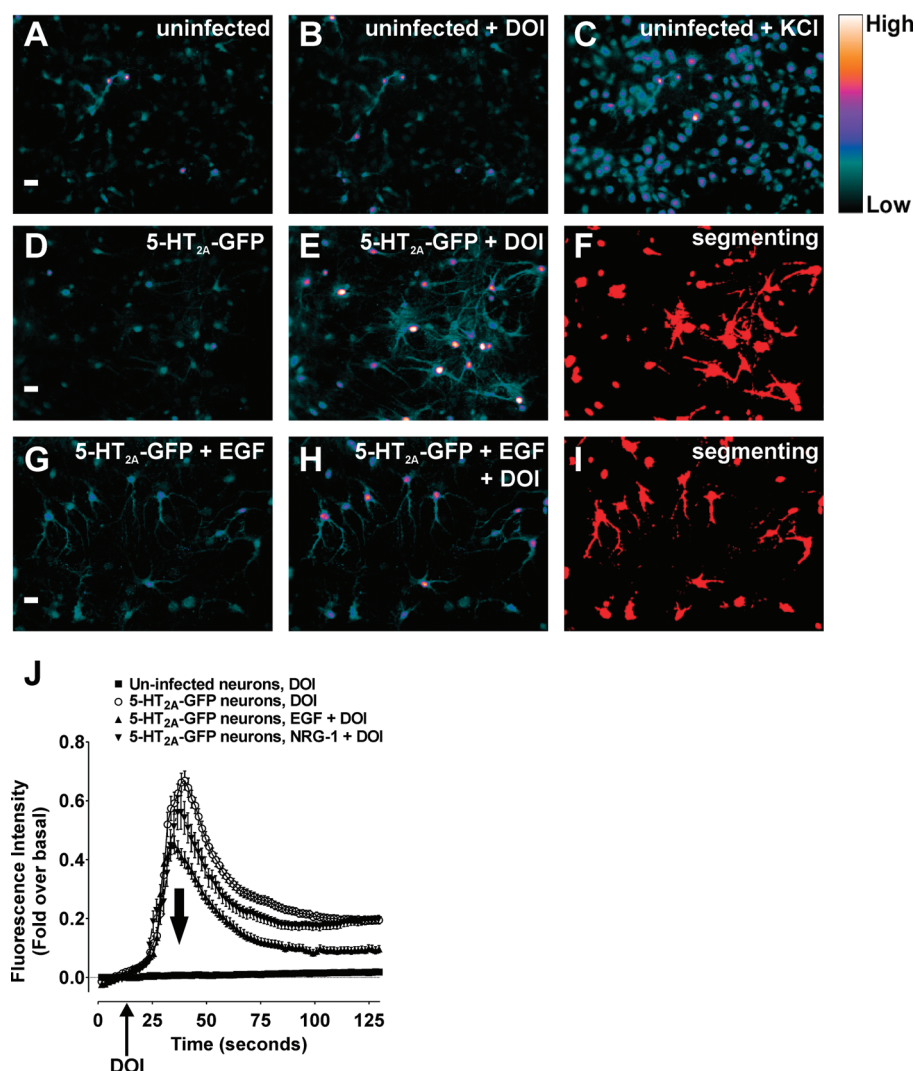 A uninfected
B uninfected + DOI
C uninfected + KCl
High
Low
D 5-HT2A-GFP
E 5-HT2A-GFP + DOI
F segmenting
G 5-HT2A-GFP + EGF
H 5-HT2A-GFP + EGF
+ DOI
I segmenting
J
Un-infected neurons, DOI
5-HT2A-GFP neurons, DOI
5-HT2A-GFP neurons, EGF + DOI
5-HT2A-GFP neurons, NRG-1 + DOI
Fluorescence Intensity
(Fold over basal)
0.8
0.6
0.4
0.2
0.0
0 25 50 75 100 125
Time (seconds)
DOI